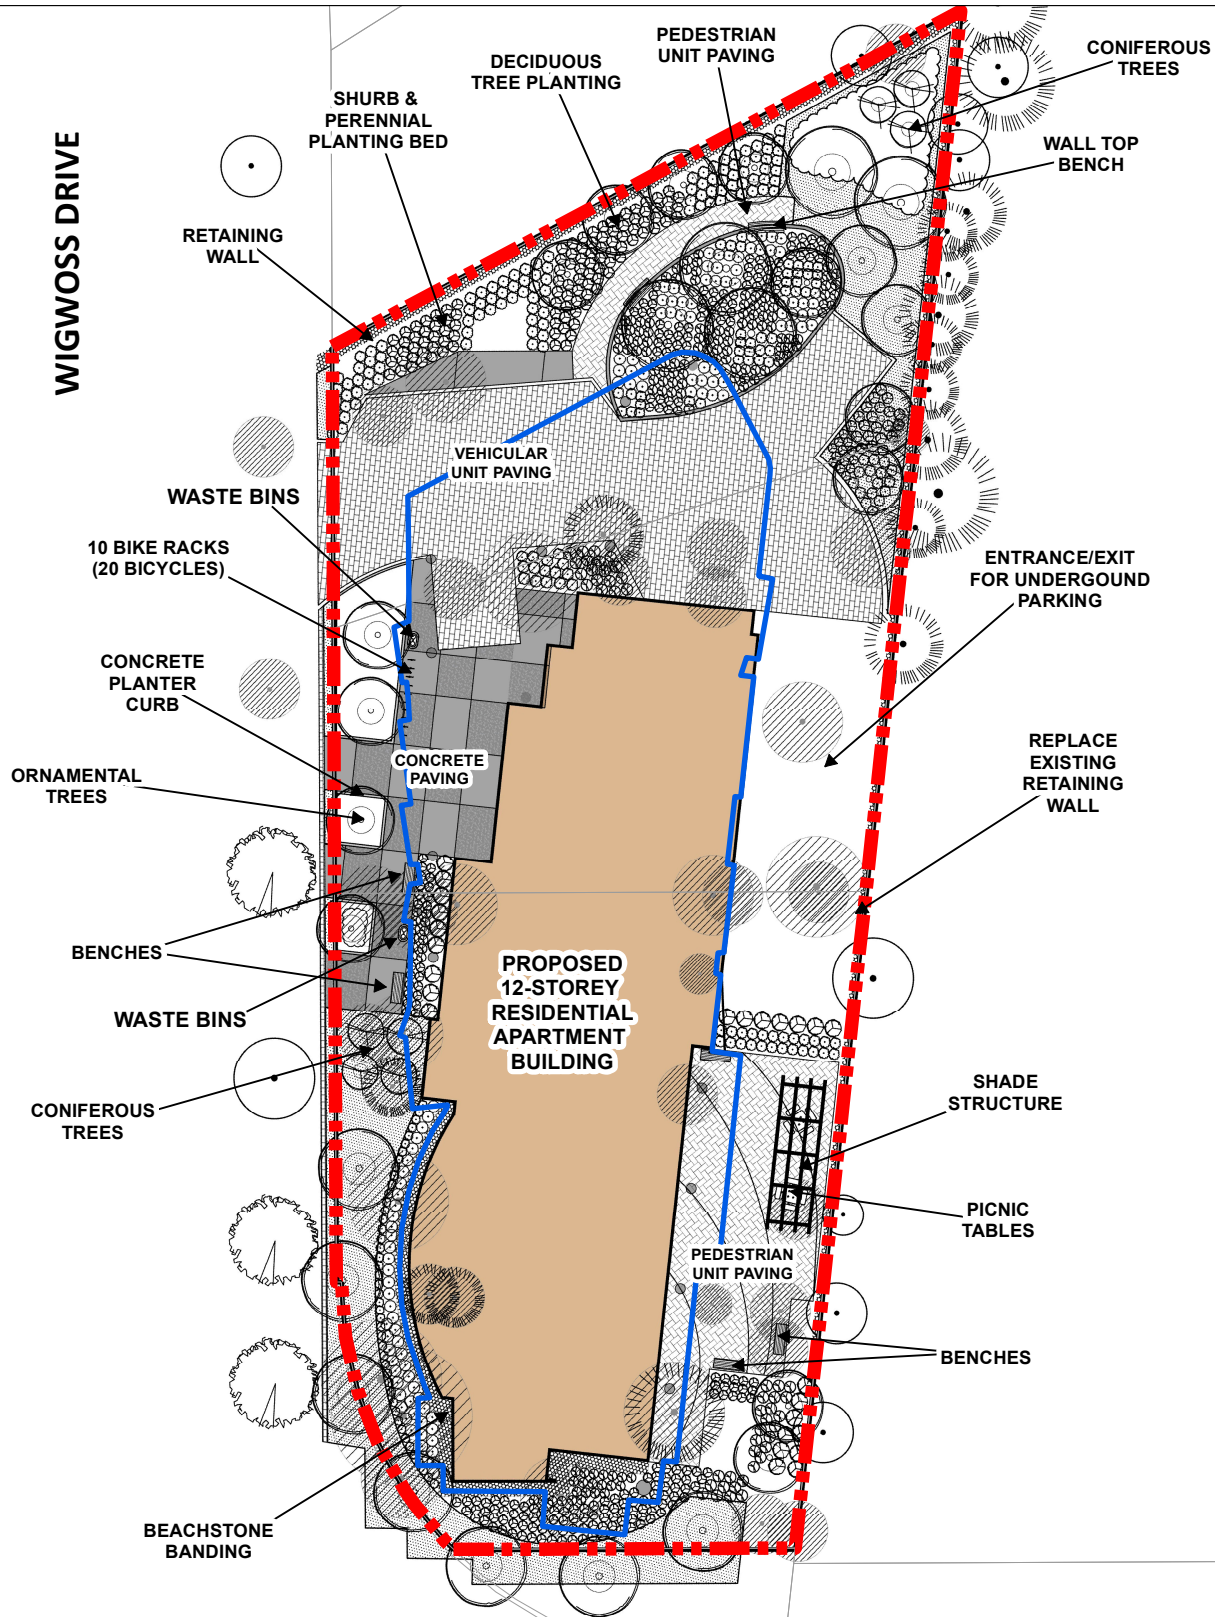 PEDESTRIAN
UNIT PAVING
CONIFEROUS
TREES
DECIDUOUS
TREE PLANTING
SHURB &
PERENNIAL
PLANTING BED
WALL TOP
BENCH
WIGWOSS DRIVE
RETAINING
WALL
VEHICULAR
UNIT PAVING
WASTE BINS
10 BIKE RACKS
(20 BICYCLES)
ENTRANCE/EXIT
FOR UNDERGOUND
PARKING
CONCRETE
PLANTER
CURB
REPLACE
EXISTING
RETAINING
WALL
CONCRETE
PAVING
ORNAMENTAL
TREES
BENCHES
PROPOSED
12-STOREY
RESIDENTIAL
APARTMENT
BUILDING
WASTE BINS
SHADE
STRUCTURE
CONIFEROUS
TREES
PICNIC
TABLES
PEDESTRIAN
UNIT PAVING
BENCHES
BEACHSTONE
BANDING